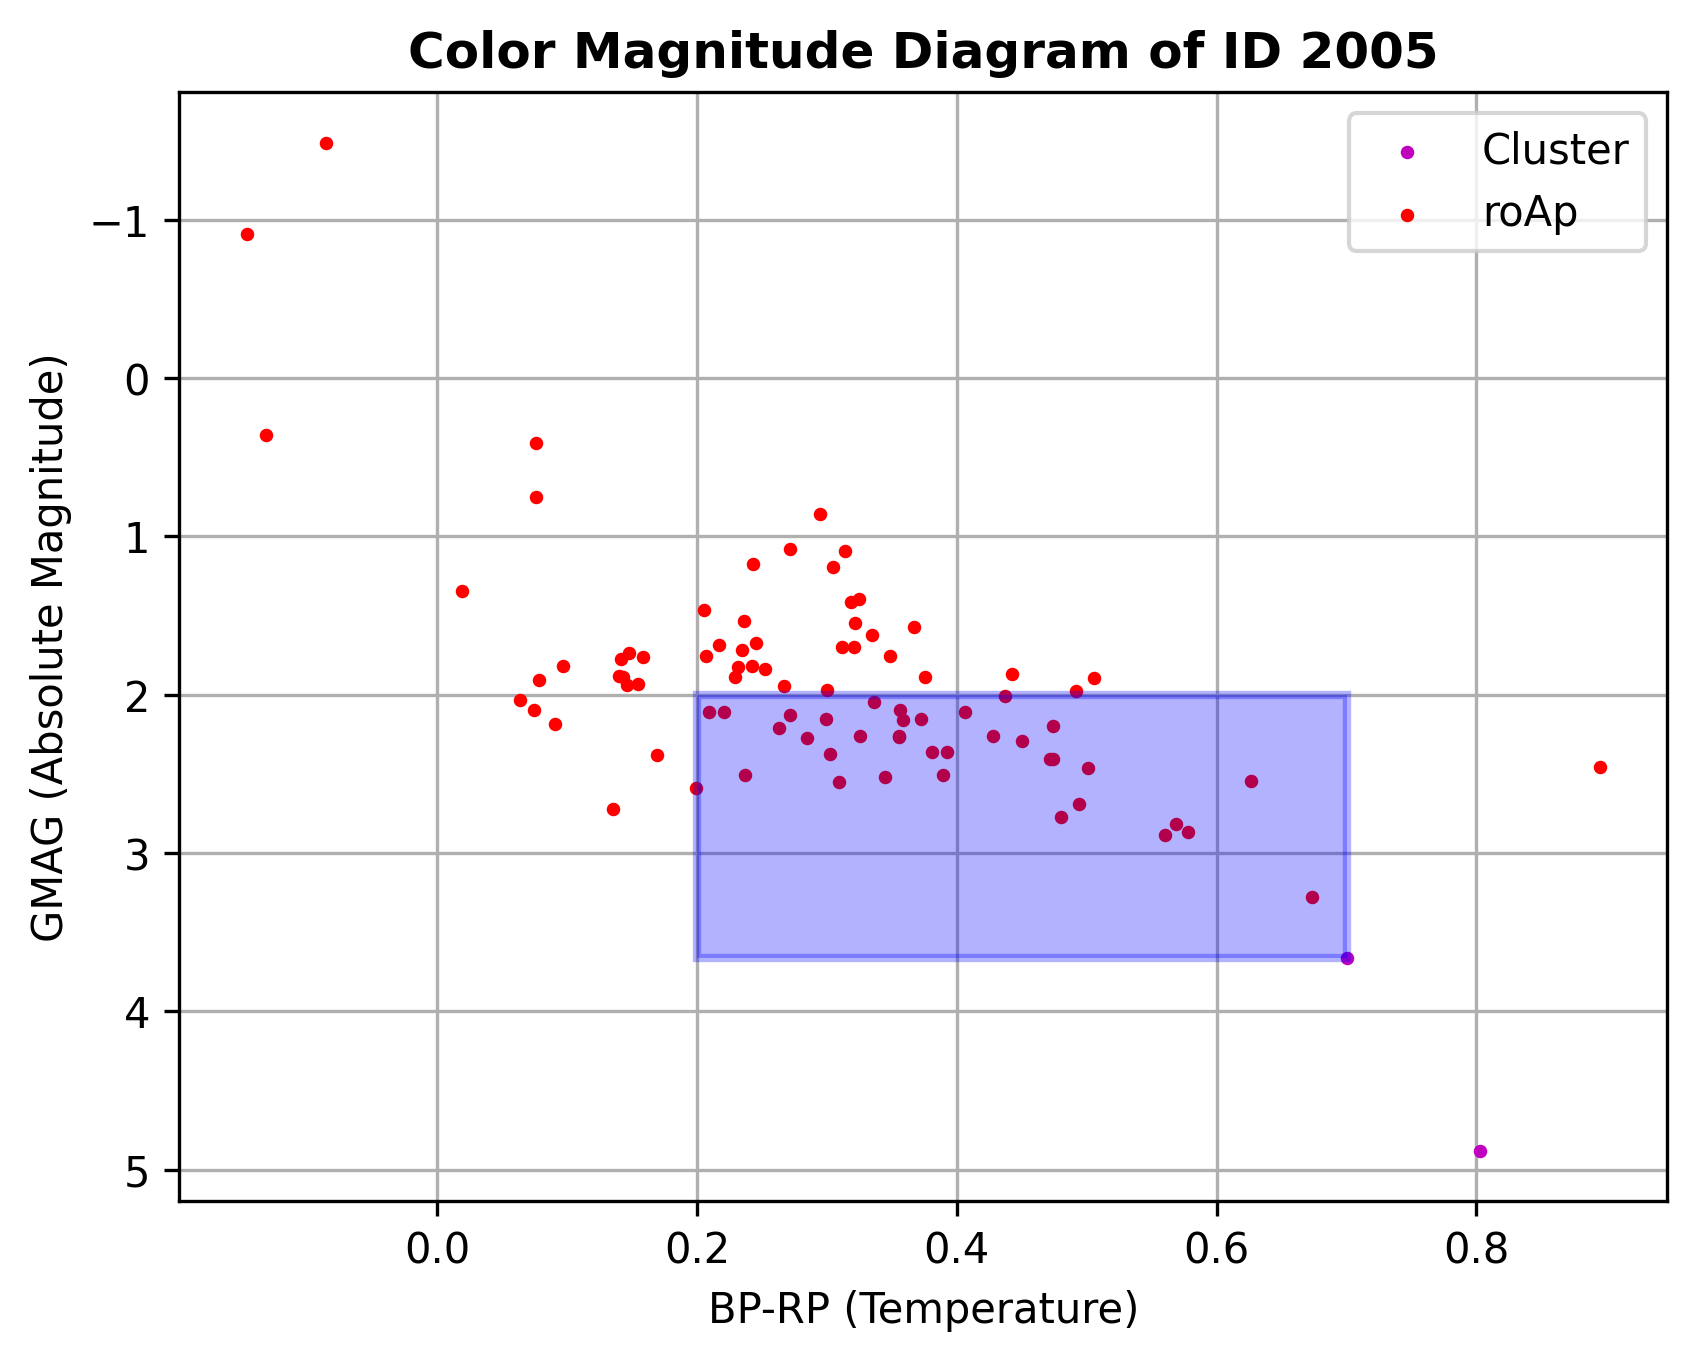 Color Magnitude Diagram of ID 2005
Cluster
roAp
−1
0
1
2
3
4
5
GMAG (Absolute Magnitude)
0.0
0.2
0.4
0.6
0.8
BP-RP (Temperature)